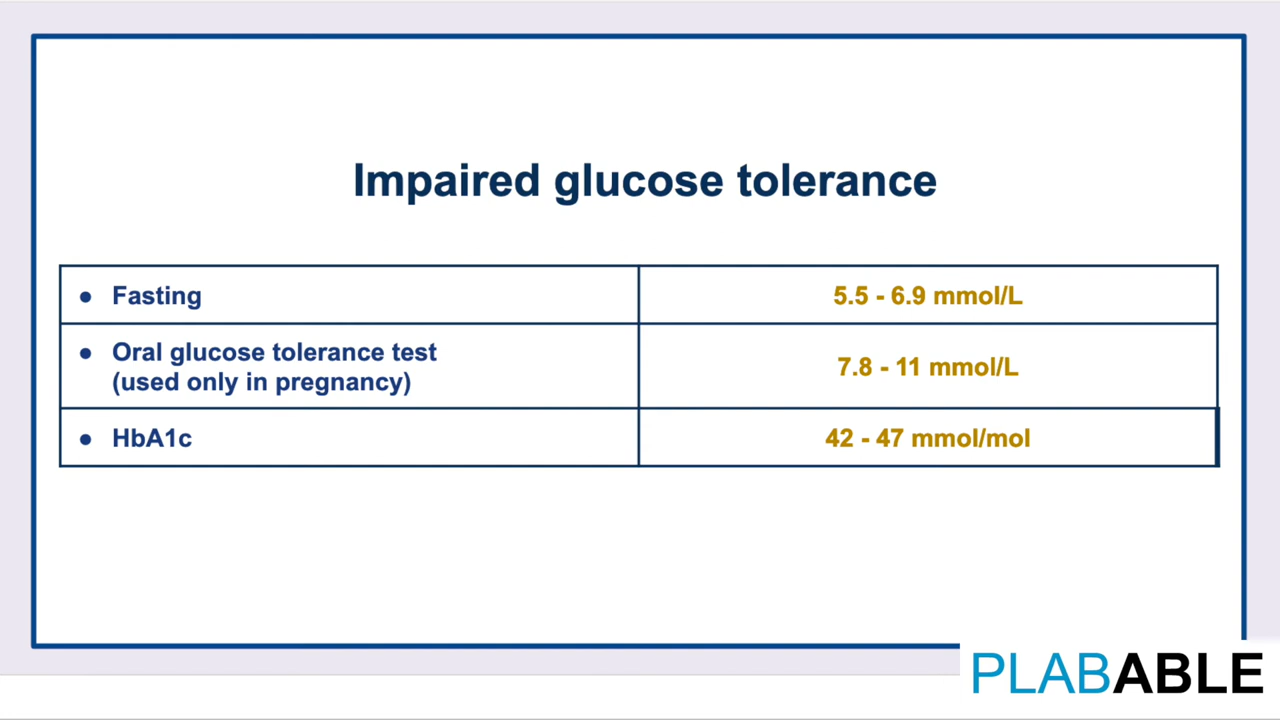 Impaired glucose tolerance
● Fasting
5.5 - 6.9 mmol/L
● Oral glucose tolerance test
(used only in pregnancy)
7.8 - 11 mmol/L
● HbA1c
42 - 47 mmol/mol
PLABABLE